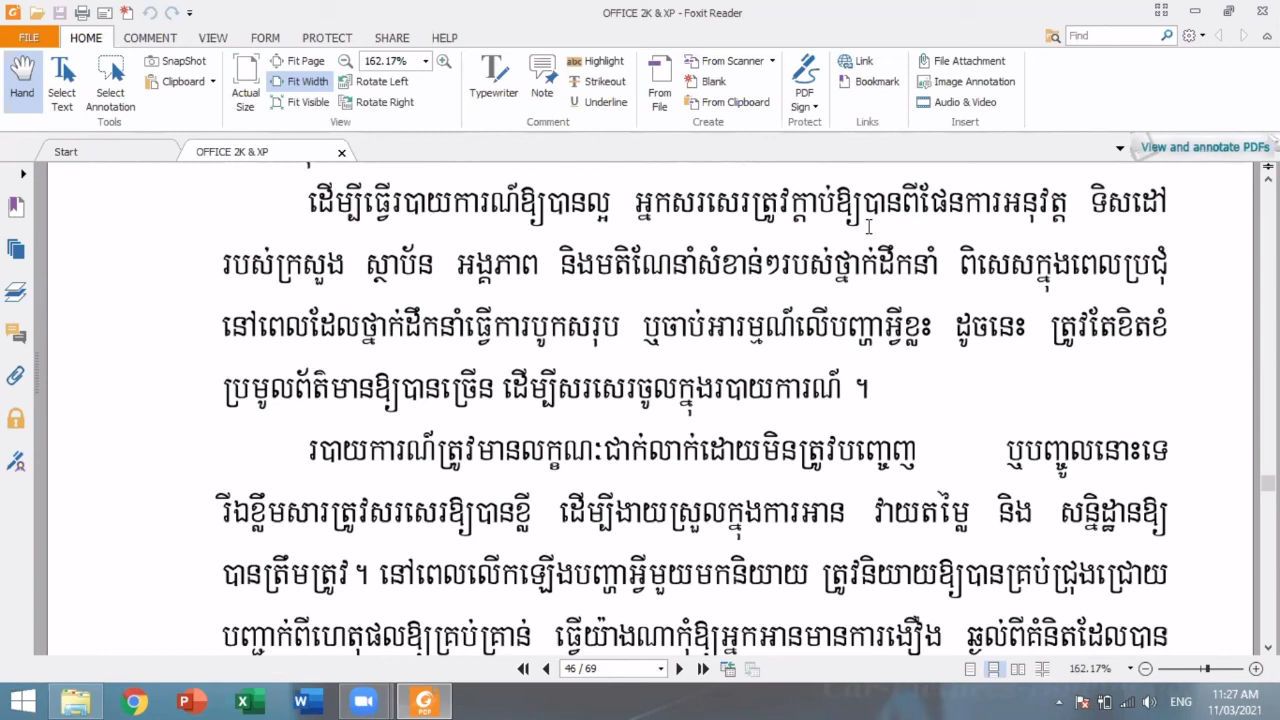 OFFICE 2K & XP - Foxit Reader
FILE HOME COMMENT VIEW FORM PROTECT SHARE HELP
Find
Hand
Select Text
Select Annotation
SnapShot
Clipboard
Tools
Actual Size
Fit Page
Fit Width
Fit Visible
162.17%
Rotate Left
Rotate Right
View
Typewriter
Note
Highlight
Strikeout
Underline
Comment
From File
From Scanner
Blank
From Clipboard
Create
PDF Sign
Protect
Link
Bookmark
Links
File Attachment
Image Annotation
Audio & Video
Insert
Start
OFFICE 2K & XP
View and annotate PDFs
ដើម្បីធ្វើរបាយការណ៍ឱ្យបានល្អ អ្នកសរសេរត្រូវក្ដាប់ឱ្យបានពីផែនការអនុវត្ត ទិសដៅ
របស់ក្រសួង ស្ថាប័ន អង្គភាព និងមតិណែនាំសំខាន់ៗរបស់ថ្នាក់ដឹកនាំ ពិសេសក្នុងពេលប្រជុំ
នៅពេលដែលថ្នាក់ដឹកនាំធ្វើការបូកសរុប ឬចាប់អារម្មណ៍លើបញ្ហាអ្វីខ្លះ ដូចនេះ ត្រូវតែខិតខំ
ប្រមូលព័ត៌មានឱ្យបានច្រើន ដើម្បីសរសេរចូលក្នុងរបាយការណ៍ ។
របាយការណ៍ត្រូវមានលក្ខណៈជាក់លាក់ដោយមិនត្រូវបញ្ចេញ ឬបញ្ចូលនោះទេ
រីឯខ្លឹមសារត្រូវសរសេរឱ្យបានខ្លី ដើម្បីងាយស្រួលក្នុងការអាន វាយតម្លៃ និង សន្និដ្ឋានឱ្យ
បានត្រឹមត្រូវ។ នៅពេលលើកឡើងបញ្ហាអ្វីមួយមកនិយាយ ត្រូវនិយាយឱ្យបានគ្រប់ជ្រុងជ្រោយ
បញ្ជាក់ពីហេតុផលឱ្យគ្រប់គ្រាន់ ធ្វើយ៉ាងណាកុំឱ្យអ្នកអានមានការងឿង ឆ្ងល់ពីគំនិតដែលបាន
46 / 69
162.17%
ENG
11:27 AM
11/03/2021